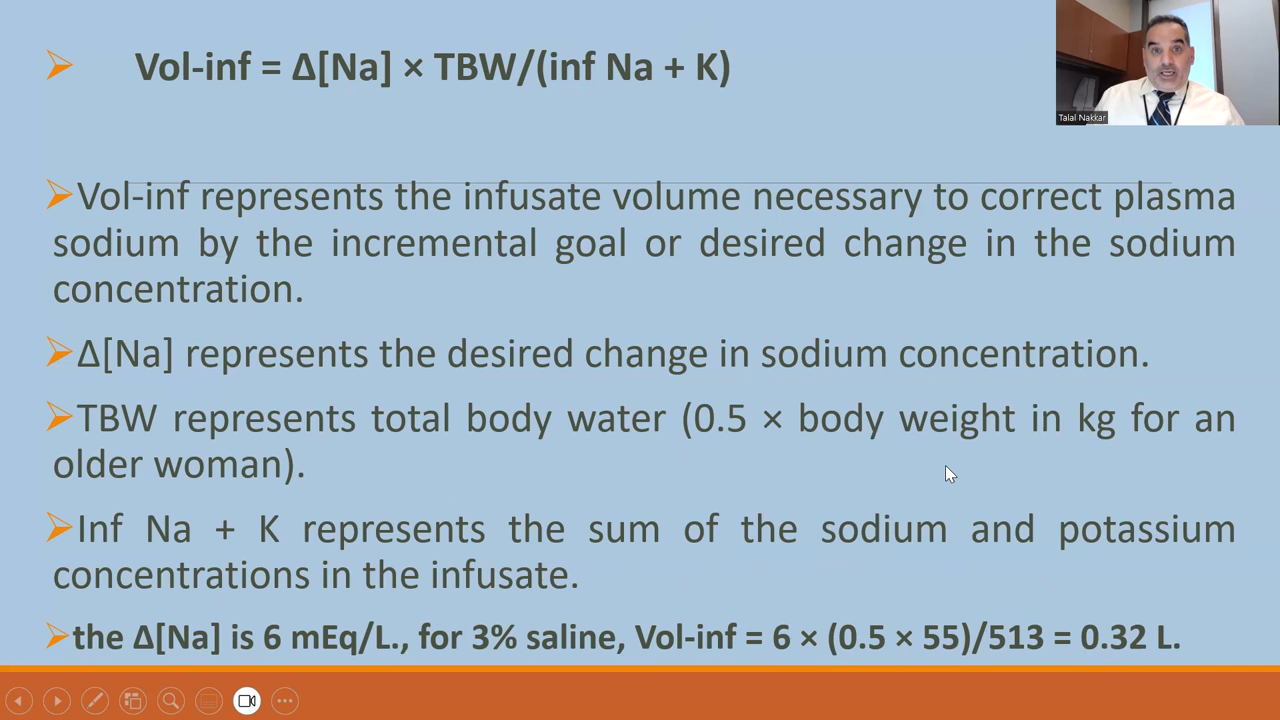 Vol-inf = Δ[Na] × TBW/(inf Na + K)
Talal Nakkar
Vol-inf represents the infusate volume necessary to correct plasma
sodium by the incremental goal or desired change in the sodium
concentration.
Δ[Na] represents the desired change in sodium concentration.
TBW represents total body water (0.5 × body weight in kg for an
older woman).
Inf Na + K represents the sum of the sodium and potassium
concentrations in the infusate.
the Δ[Na] is 6 mEq/L., for 3% saline, Vol-inf = 6 × (0.5 × 55)/513 = 0.32 L.